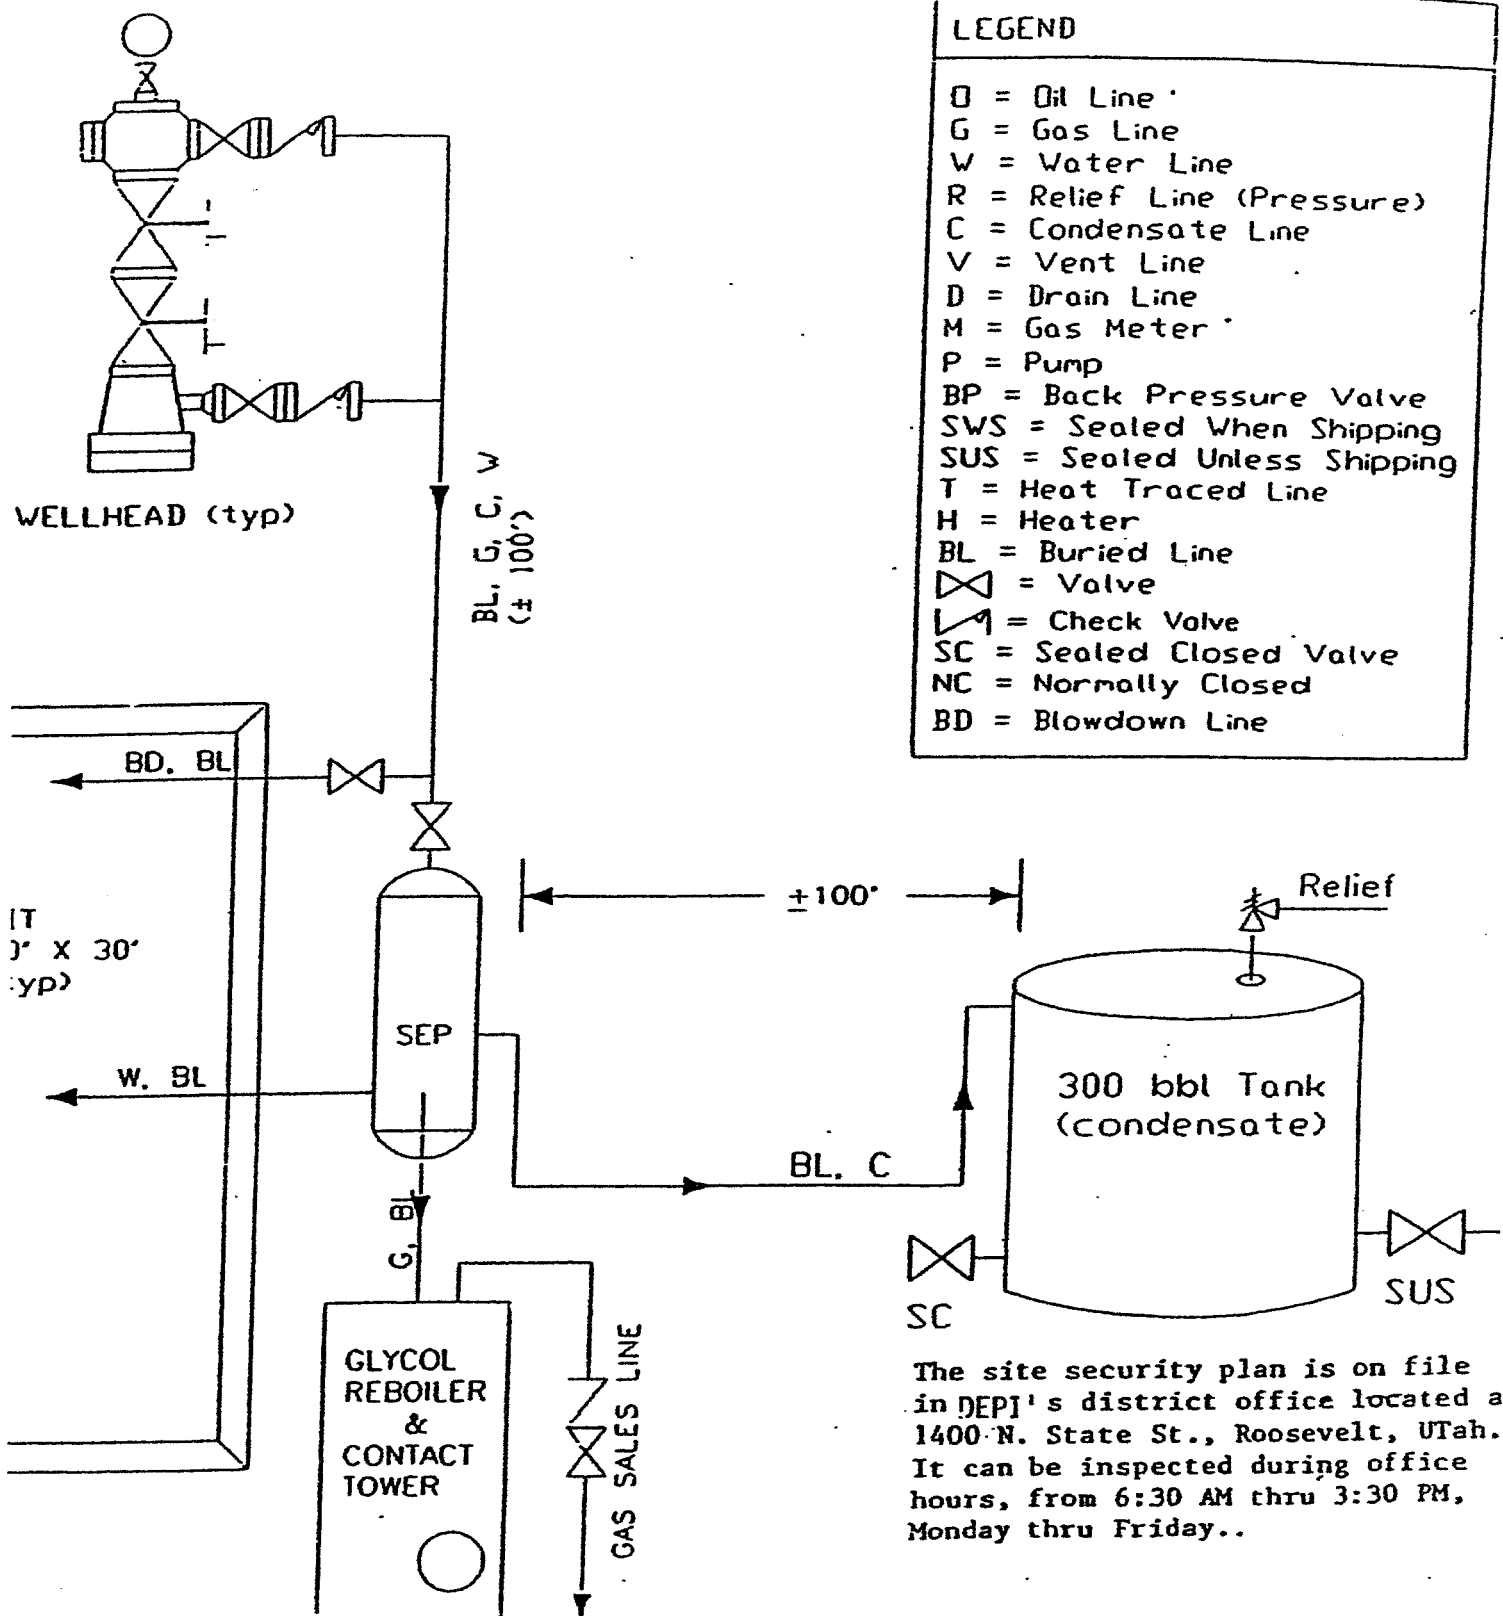 LEGEND
O = Oil Line
G = Gas Line
W = Water Line
R = Relief Line (Pressure)
C = Condensate Line
V = Vent Line
D = Drain Line
M = Gas Meter
P = Pump
BP = Back Pressure Valve
SWS = Sealed When Shipping
SUS = Sealed Unless Shipping
T = Heat Traced Line
H = Heater
BL = Buried Line
= Valve
= Check Valve
SC = Sealed Closed Valve
NC = Normally Closed
BD = Blowdown Line
WELLHEAD (typ)
BL, G, C, W
(± 100')
BD, BL
±100'
Relief
X 30'
SEP
W, BL
300 bbl Tank
(condensate)
BL, C
G, BL
SC
SUS
GLYCOL
REBOILER
&
CONTACT
TOWER
GAS SALES LINE
The site security plan is on file
in DEPI's district office located a
1400 N. State St., Roosevelt, UTah.
It can be inspected during office
hours, from 6:30 AM thru 3:30 PM,
Monday thru Friday..